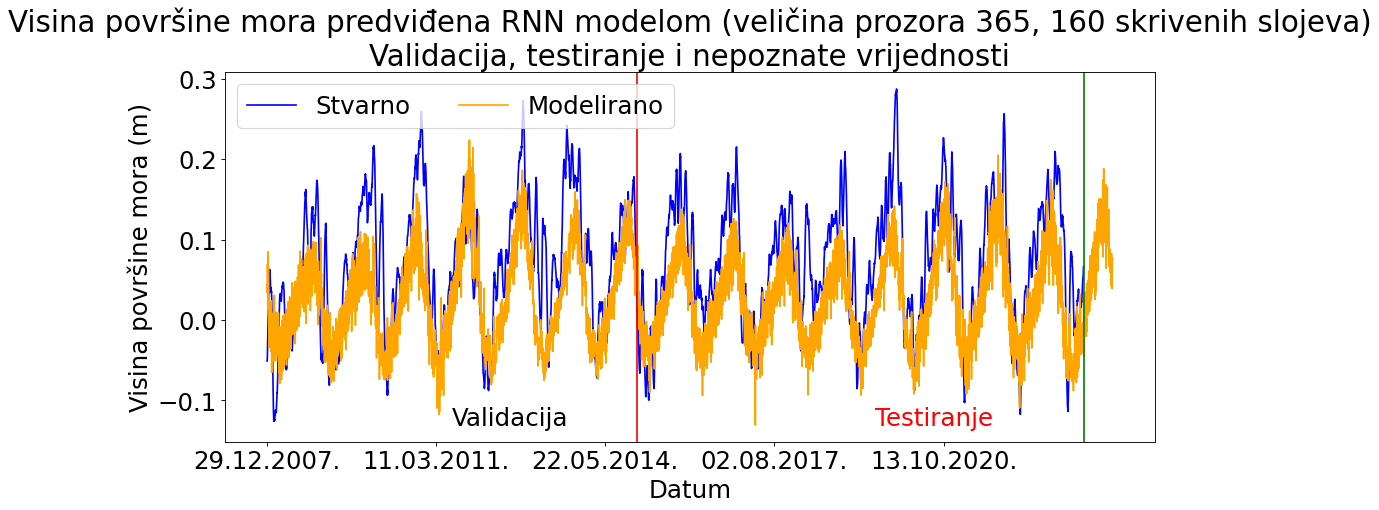 Visina površine mora predviđena RNN modelom (veličina prozora 365, 160 skrivenih slojeva)
Validacija, testiranje i nepoznate vrijednosti
Stvarno
Modelirano
Visina površine mora (m)
0.3
0.2
0.1
0.0
−0.1
Validacija
Testiranje
29.12.2007.
11.03.2011.
22.05.2014.
02.08.2017.
13.10.2020.
Datum